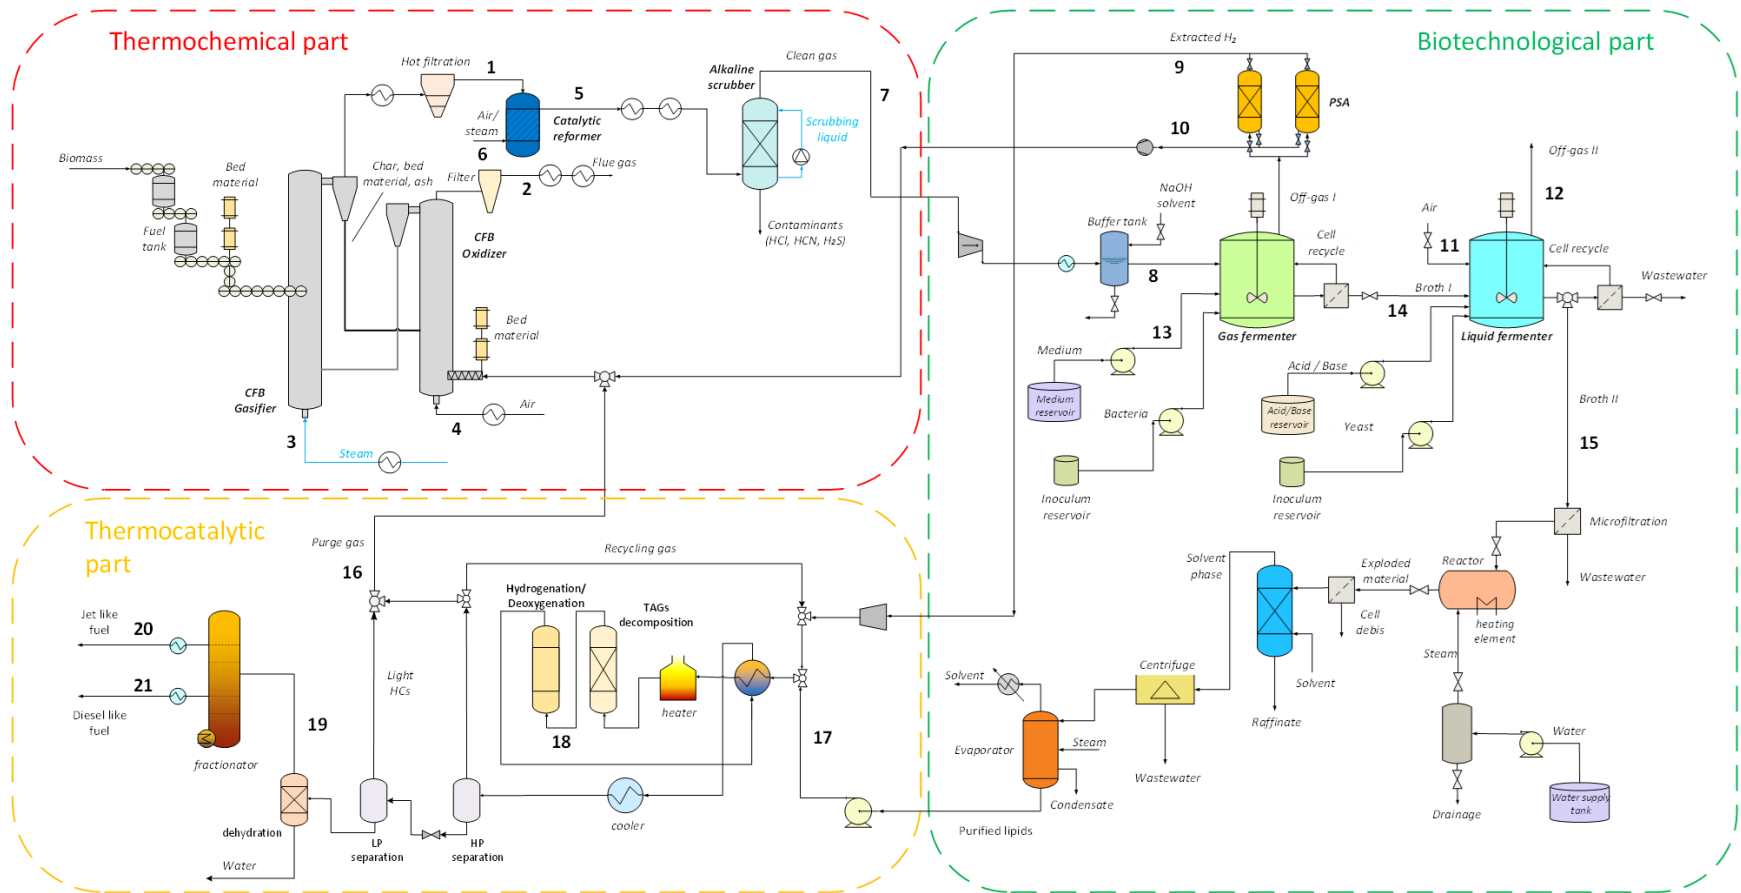 Thermochemical part
Biotechnological part
Extracted H₂
Hot filtration
1
Clean gas
Alkaline
scrubber
9
5
7
PSA
Air/
steam
Catalytic
reformer
Scrubbing
liquid
10
6
Flue gas
Off-gas II
Biomass
Bed
material
Char, bed
material, ash
Filter
2
NaOH
solvent
12
Off-gas I
Buffer tank
Air
Contaminants
(HCl, HCN, H₂S)
Fuel
tank
CFB
Oxidizer
Cell
recycle
11
Cell recycle
8
Wastewater
Broth I
14
Bed
material
13
Gas fermenter
Liquid fermenter
Medium
Acid / Base
CFB
Gasifier
Medium
reservoir
Air
4
Bacteria
Acid/Base
reservoir
Yeast
Broth II
3
15
Steam
Inoculum
reservoir
Inoculum
reservoir
Thermocatalytic
part
Purge gas
Recycling gas
Microfiltration
16
Solvent
phase
Exploded
material
Reactor
Wastewater
Hydrogenation/
Deoxygenation
TAGs
decomposition
Jet like
fuel
20
Cell
debis
heating
element
Steam
Light
HCs
Centrifuge
Solvent
Solvent
21
heater
Raffinate
Diesel like
fuel
19
18
17
Evaporator
Steam
Water
fractionator
Wastewater
Condensate
Water supply
tank
Drainage
cooler
dehydration
Purified lipids
LP
separation
HP
separation
Water